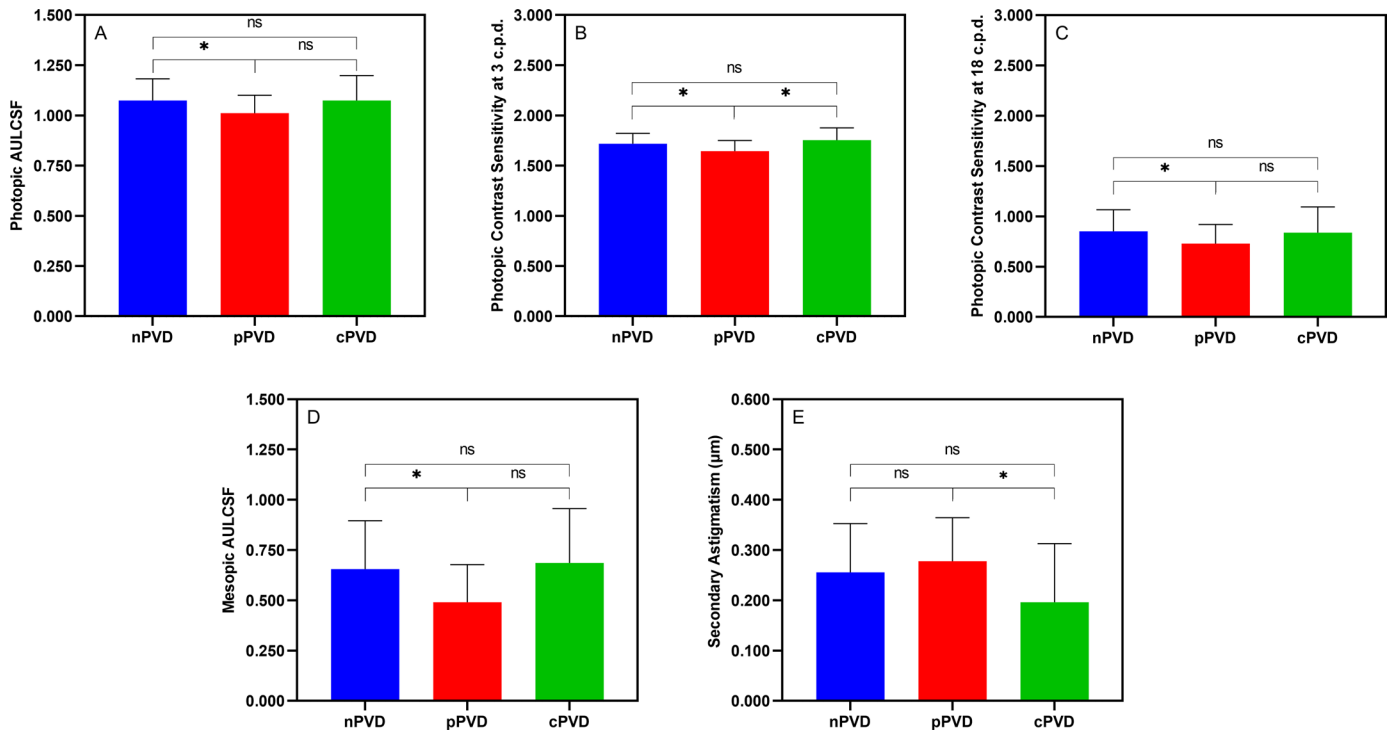 A
Photopic AULCSF
1.500
1.250
1.000
0.750
0.500
0.250
0.000
ns
* ns
nPVD pPVD cPVD
B
Photopic Contrast Sensitivity at 3 c.p.d.
3.000
2.500
2.000
1.500
1.000
0.500
0.000
ns
* *
nPVD pPVD cPVD
C
Photopic Contrast Sensitivity at 18 c.p.d.
3.000
2.500
2.000
1.500
1.000
0.500
0.000
ns
* ns
nPVD pPVD cPVD
D
Mesopic AULCSF
1.500
1.250
1.000
0.750
0.500
0.250
0.000
ns
* ns
nPVD pPVD cPVD
E
Secondary Astigmatism (μm)
0.600
0.500
0.400
0.300
0.200
0.100
0.000
ns
ns *
nPVD pPVD cPVD